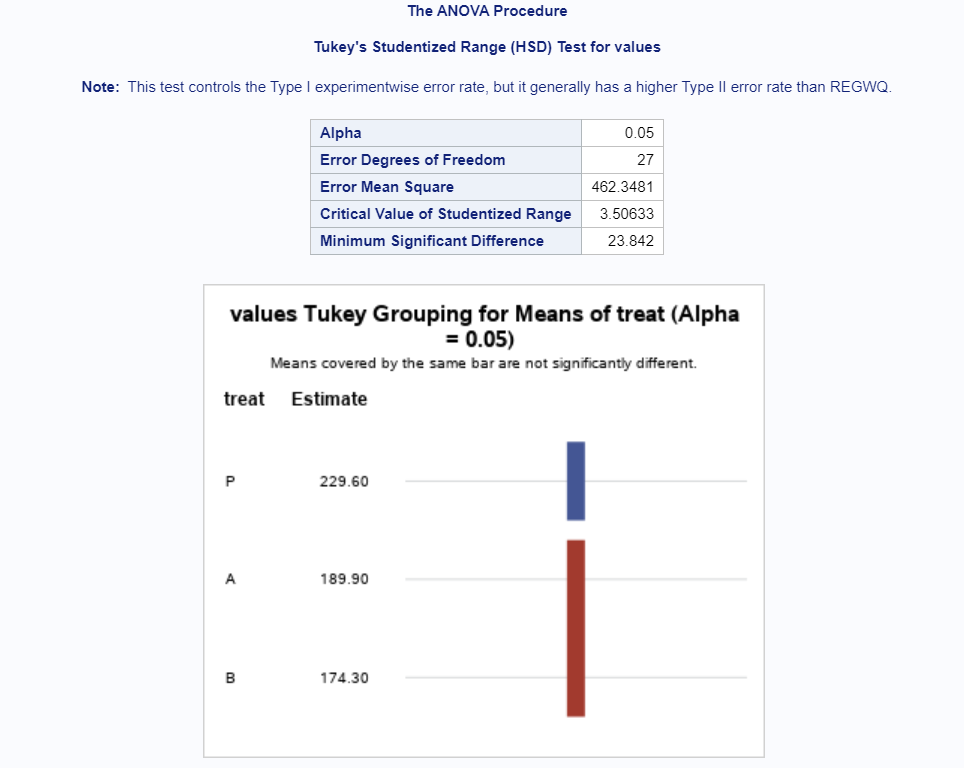 The ANOVA Procedure
Tukey's Studentized Range (HSD) Test for values
Note: This test controls the Type I experimentwise error rate, but it generally has a higher Type II error rate than REGWQ.
Alpha 0.05
Error Degrees of Freedom 27
Error Mean Square 462.3481
Critical Value of Studentized Range 3.50633
Minimum Significant Difference 23.842
values Tukey Grouping for Means of treat (Alpha
= 0.05)
Means covered by the same bar are not significantly different.
treat Estimate
P 229.60
A 189.90
B 174.30